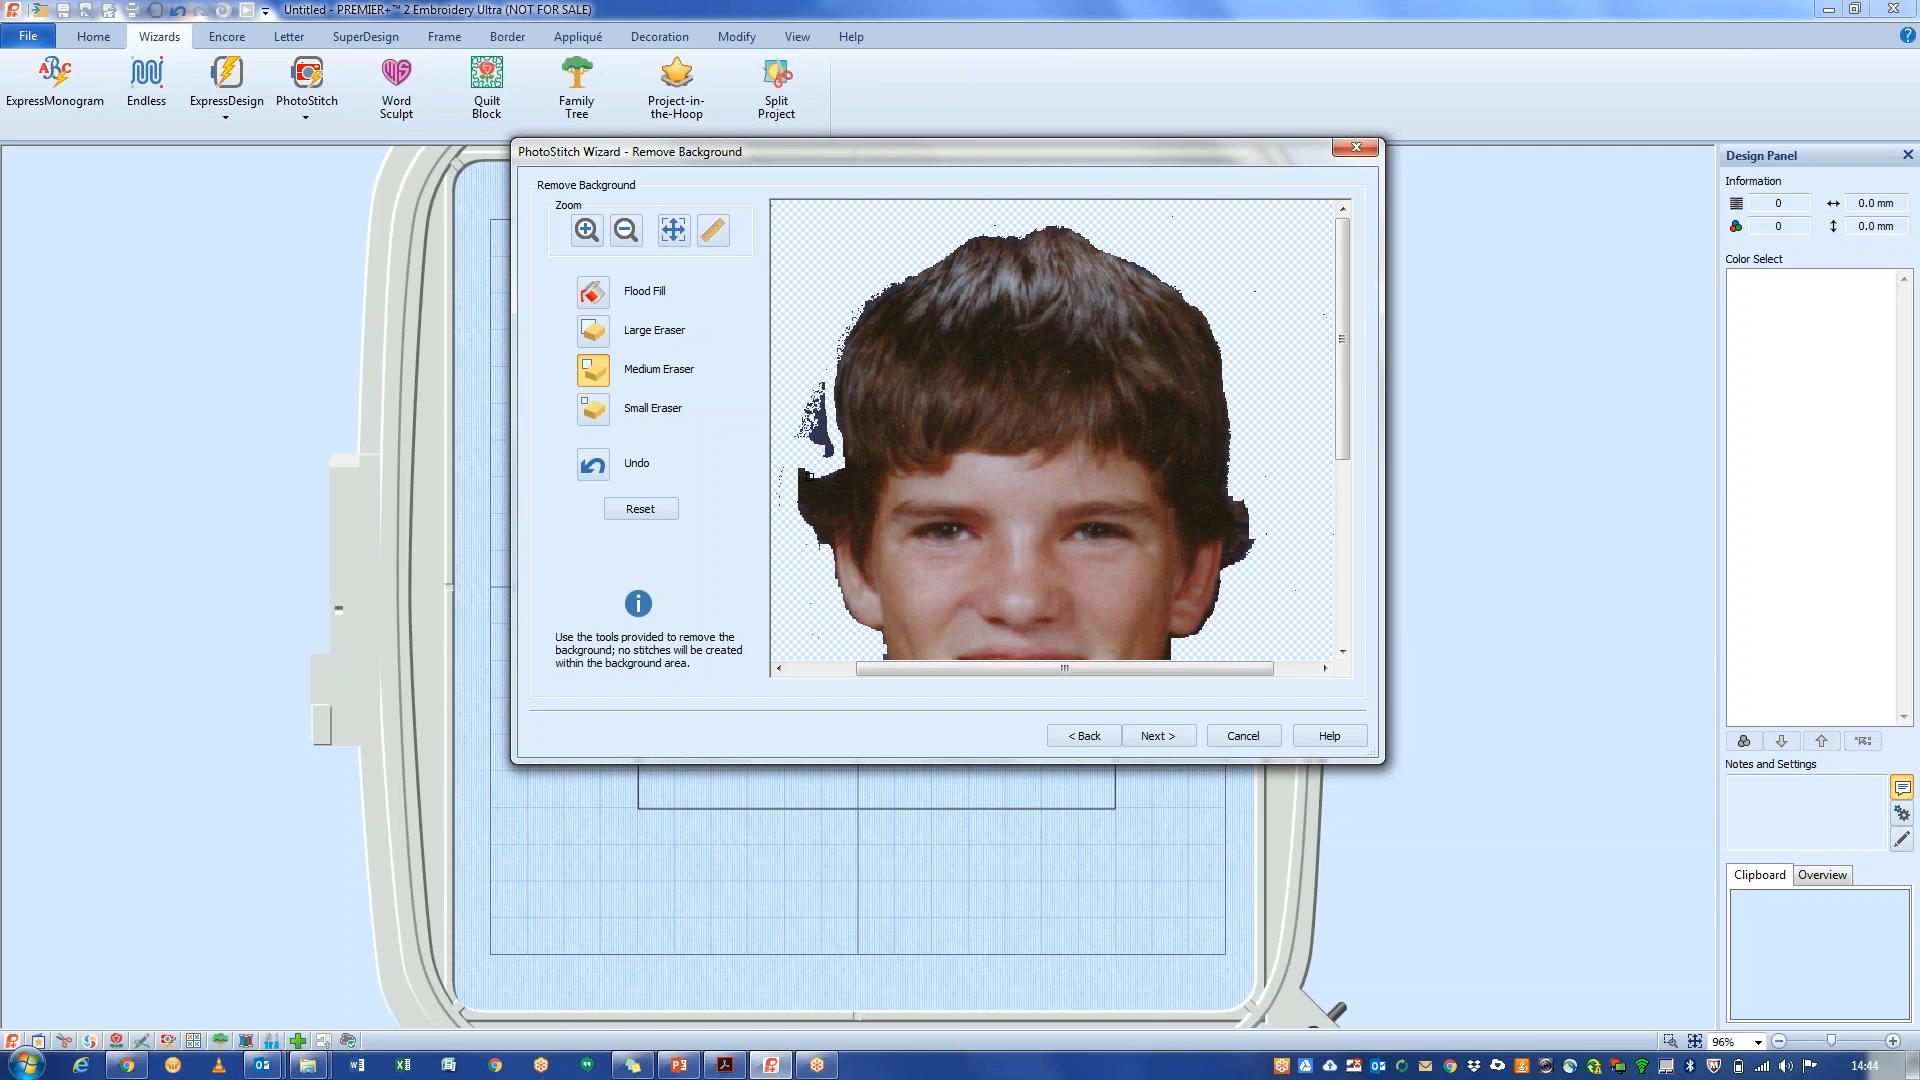 Untitled - PREMIER+™ 2 Embroidery Ultra (NOT FOR SALE)
File Home Wizards Encore Letter SuperDesign Frame Border Appliqué Decoration Modify View Help
ExpressMonogram Endless ExpressDesign PhotoStitch Word Sculpt Quilt Block Family Tree Project-in-the-Hoop Split Project
PhotoStitch Wizard - Remove Background
Remove Background
Zoom
Flood Fill
Large Eraser
Medium Eraser
Small Eraser
Undo
Reset
Use the tools provided to remove the
background; no stitches will be created
within the background area.
< Back Next > Cancel Help
Design Panel
Information
0 0.0 mm
0 0.0 mm
Color Select
Notes and Settings
Clipboard Overview
96%
14:44